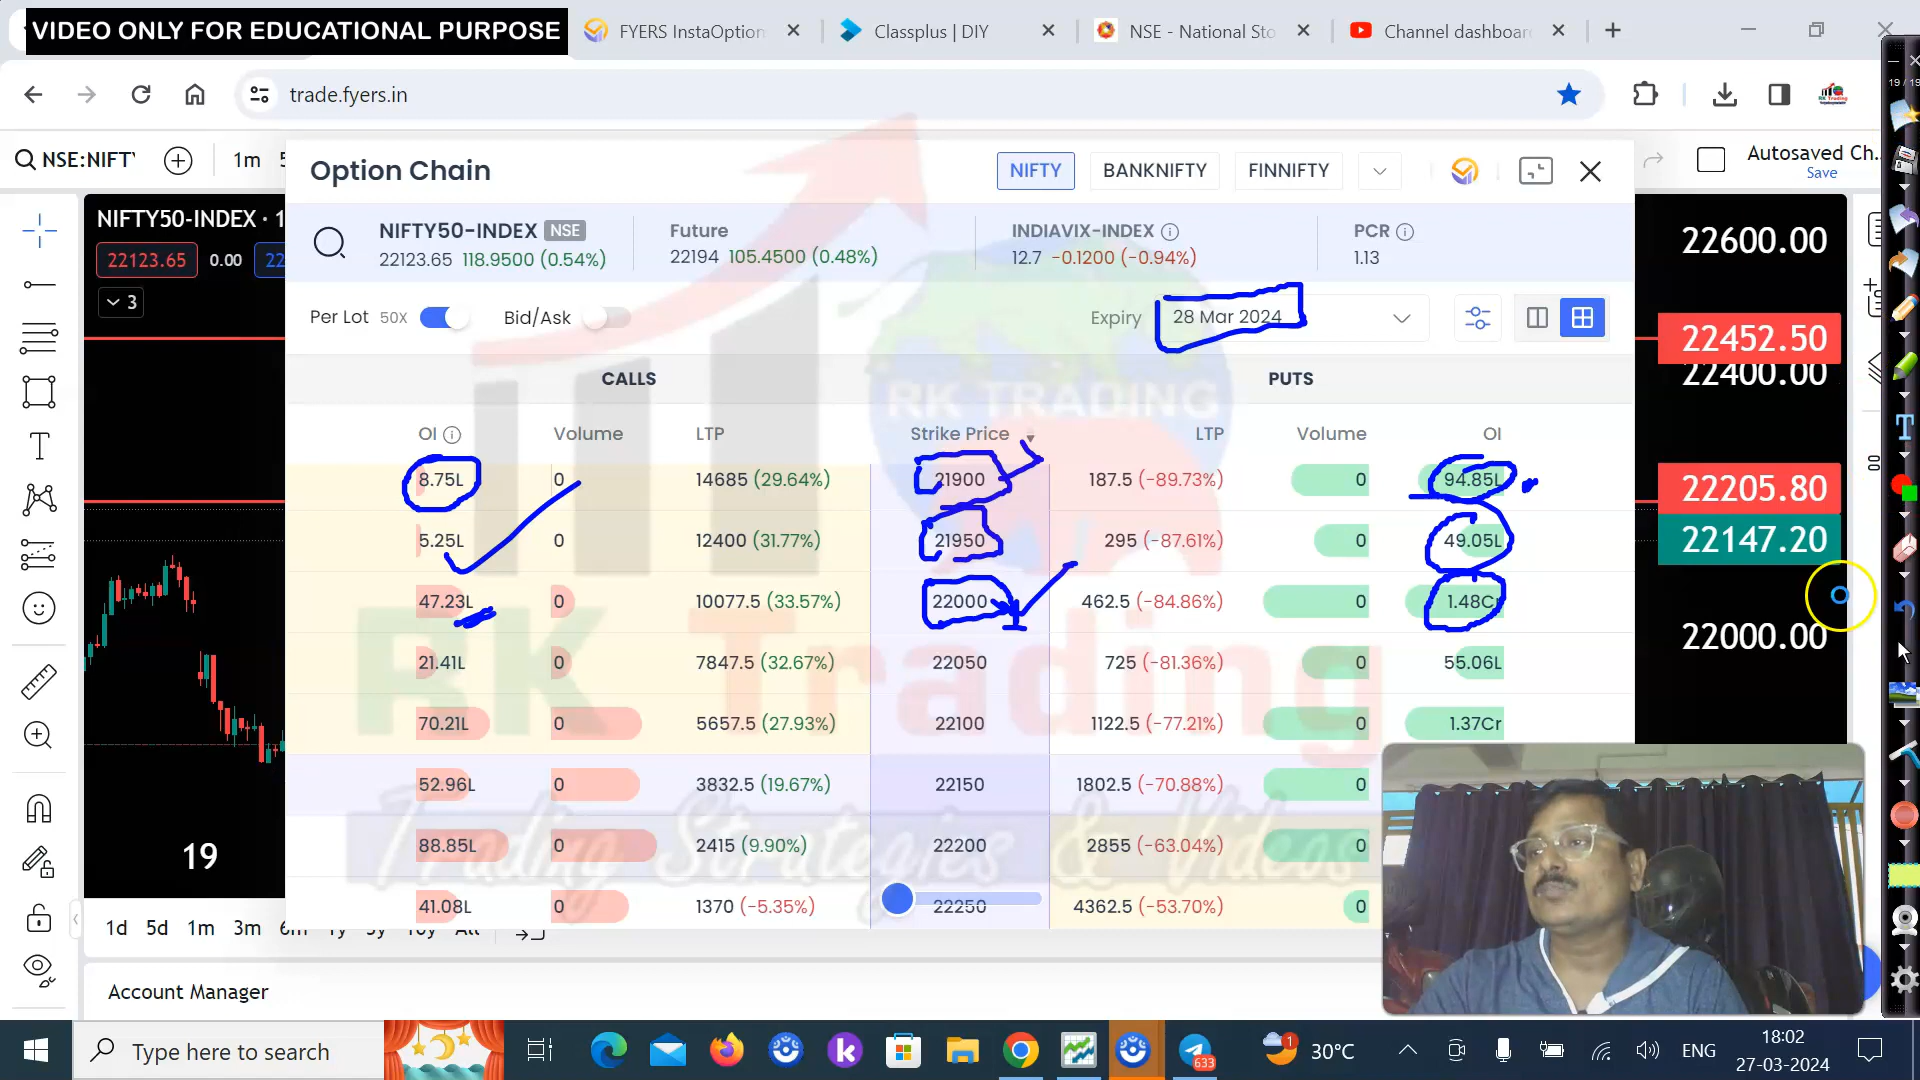 VIDEO ONLY FOR EDUCATIONAL PURPOSE
FYERS InstaOption
Classplus | DIY
NSE - National Sto
Channel dashboar
trade.fyers.in
NSE:NIFTY
1m
Autosaved Ch..
Save
Option Chain
NIFTY
BANKNIFTY
FINNIFTY
NIFTY50-INDEX · 1
22123.65
0.00
22
3
NIFTY50-INDEX NSE
22123.65 118.9500 (0.54%)
Future
22194 105.4500 (0.48%)
INDIAVIX-INDEX
12.7 -0.1200 (-0.94%)
PCR
1.13
Per Lot 50X
Bid/Ask
Expiry 28 Mar 2024
CALLS
PUTS
OI Volume LTP Strike Price LTP Volume OI
8.75L 0 14685 (29.64%) 21900 187.5 (-89.73%) 0 94.85L
5.25L 0 12400 (31.77%) 21950 295 (-87.61%) 0 49.05L
47.23L 0 10077.5 (33.57%) 22000 462.5 (-84.86%) 0 1.48Cr
21.41L 0 7847.5 (32.67%) 22050 725 (-81.36%) 0 55.06L
70.21L 0 5657.5 (27.93%) 22100 1122.5 (-77.21%) 0 1.37Cr
52.96L 0 3832.5 (19.67%) 22150 1802.5 (-70.88%) 0
88.85L 0 2415 (9.90%) 22200 2855 (-63.04%) 0
41.08L 0 1370 (-5.35%) 22250 4362.5 (-53.70%) 0
RK TRADING
RK Trading
Trading Strategies & Videos
22600.00
22452.50
22400.00
22205.80
22147.20
22000.00
19
1d 5d 1m 3m
Account Manager
Type here to search
633
1
30°C
ENG
18:02
27-03-2024